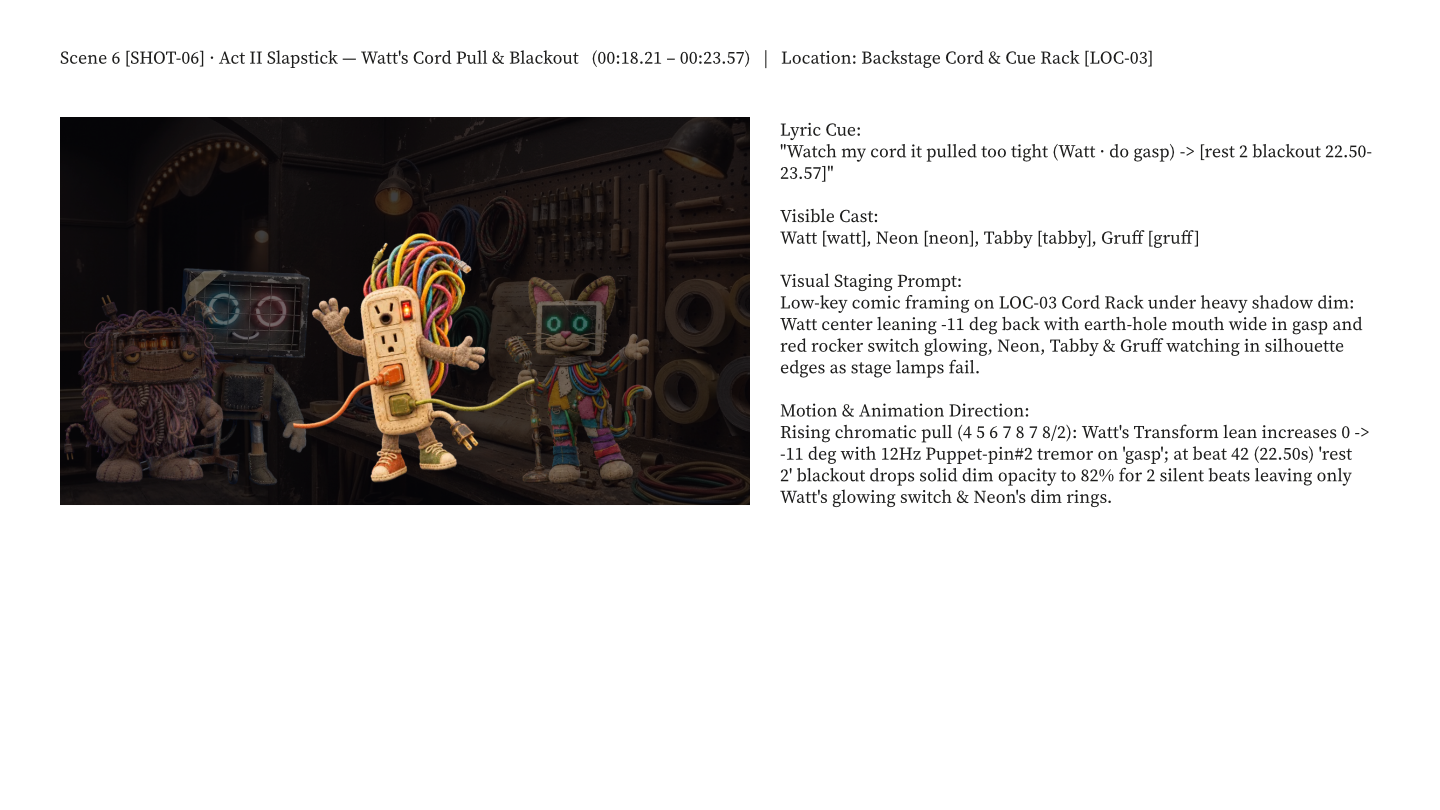 Scene 6 [SHOT-06] · Act II Slapstick — Watt's Cord Pull & Blackout (00:18.21 – 00:23.57) | Location: Backstage Cord & Cue Rack [LOC-03]
Lyric Cue:
"Watch my cord it pulled too tight (Watt · do gasp) -> [rest 2 blackout 22.50-
23.57]"
Visible Cast:
Watt [watt], Neon [neon], Tabby [tabby], Gruff [gruff]
Visual Staging Prompt:
Low-key comic framing on LOC-03 Cord Rack under heavy shadow dim:
Watt center leaning -11 deg back with earth-hole mouth wide in gasp and
red rocker switch glowing, Neon, Tabby & Gruff watching in silhouette
edges as stage lamps fail.
Motion & Animation Direction:
Rising chromatic pull (4 5 6 7 8 7 8/2): Watt's Transform lean increases 0 ->
-11 deg with 12Hz Puppet-pin#2 tremor on 'gasp'; at beat 42 (22.50s) 'rest
2' blackout drops solid dim opacity to 82% for 2 silent beats leaving only
Watt's glowing switch & Neon's dim rings.